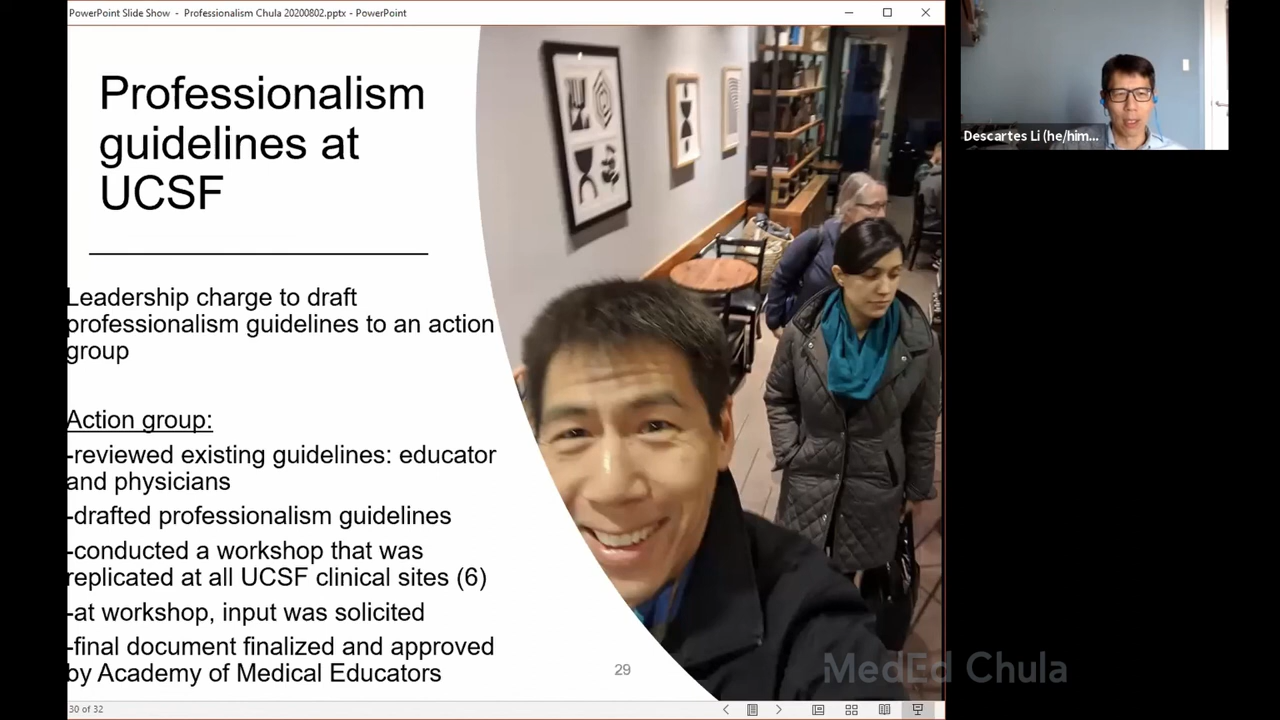 PowerPoint Slide Show - Professionalism Chula 20200802.pptx - PowerPoint
Professionalism
guidelines at
UCSF
Leadership charge to draft
professionalism guidelines to an action
group
Action group:
-reviewed existing guidelines: educator
and physicians
-drafted professionalism guidelines
-conducted a workshop that was
replicated at all UCSF clinical sites (6)
-at workshop, input was solicited
-final document finalized and approved
by Academy of Medical Educators
29
30 of 32
Descartes Li (he/him...
MedEd Chula